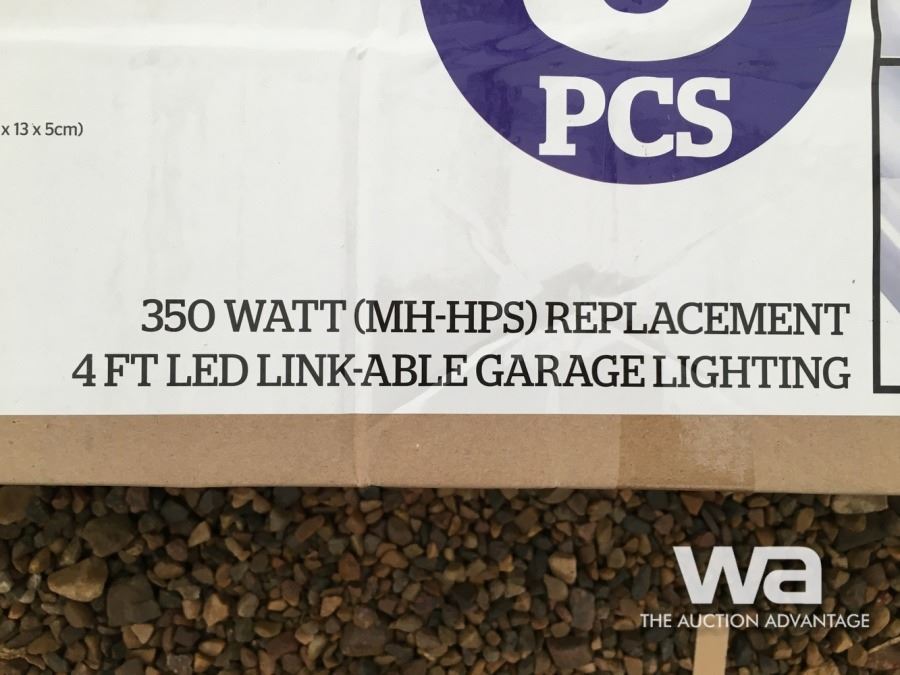 PCS
x 13 x 5cm)
350 WATT (MH-HPS) REPLACEMENT
4 FT LED LINK-ABLE GARAGE LIGHTING
wa
THE AUCTION ADVANTAGE